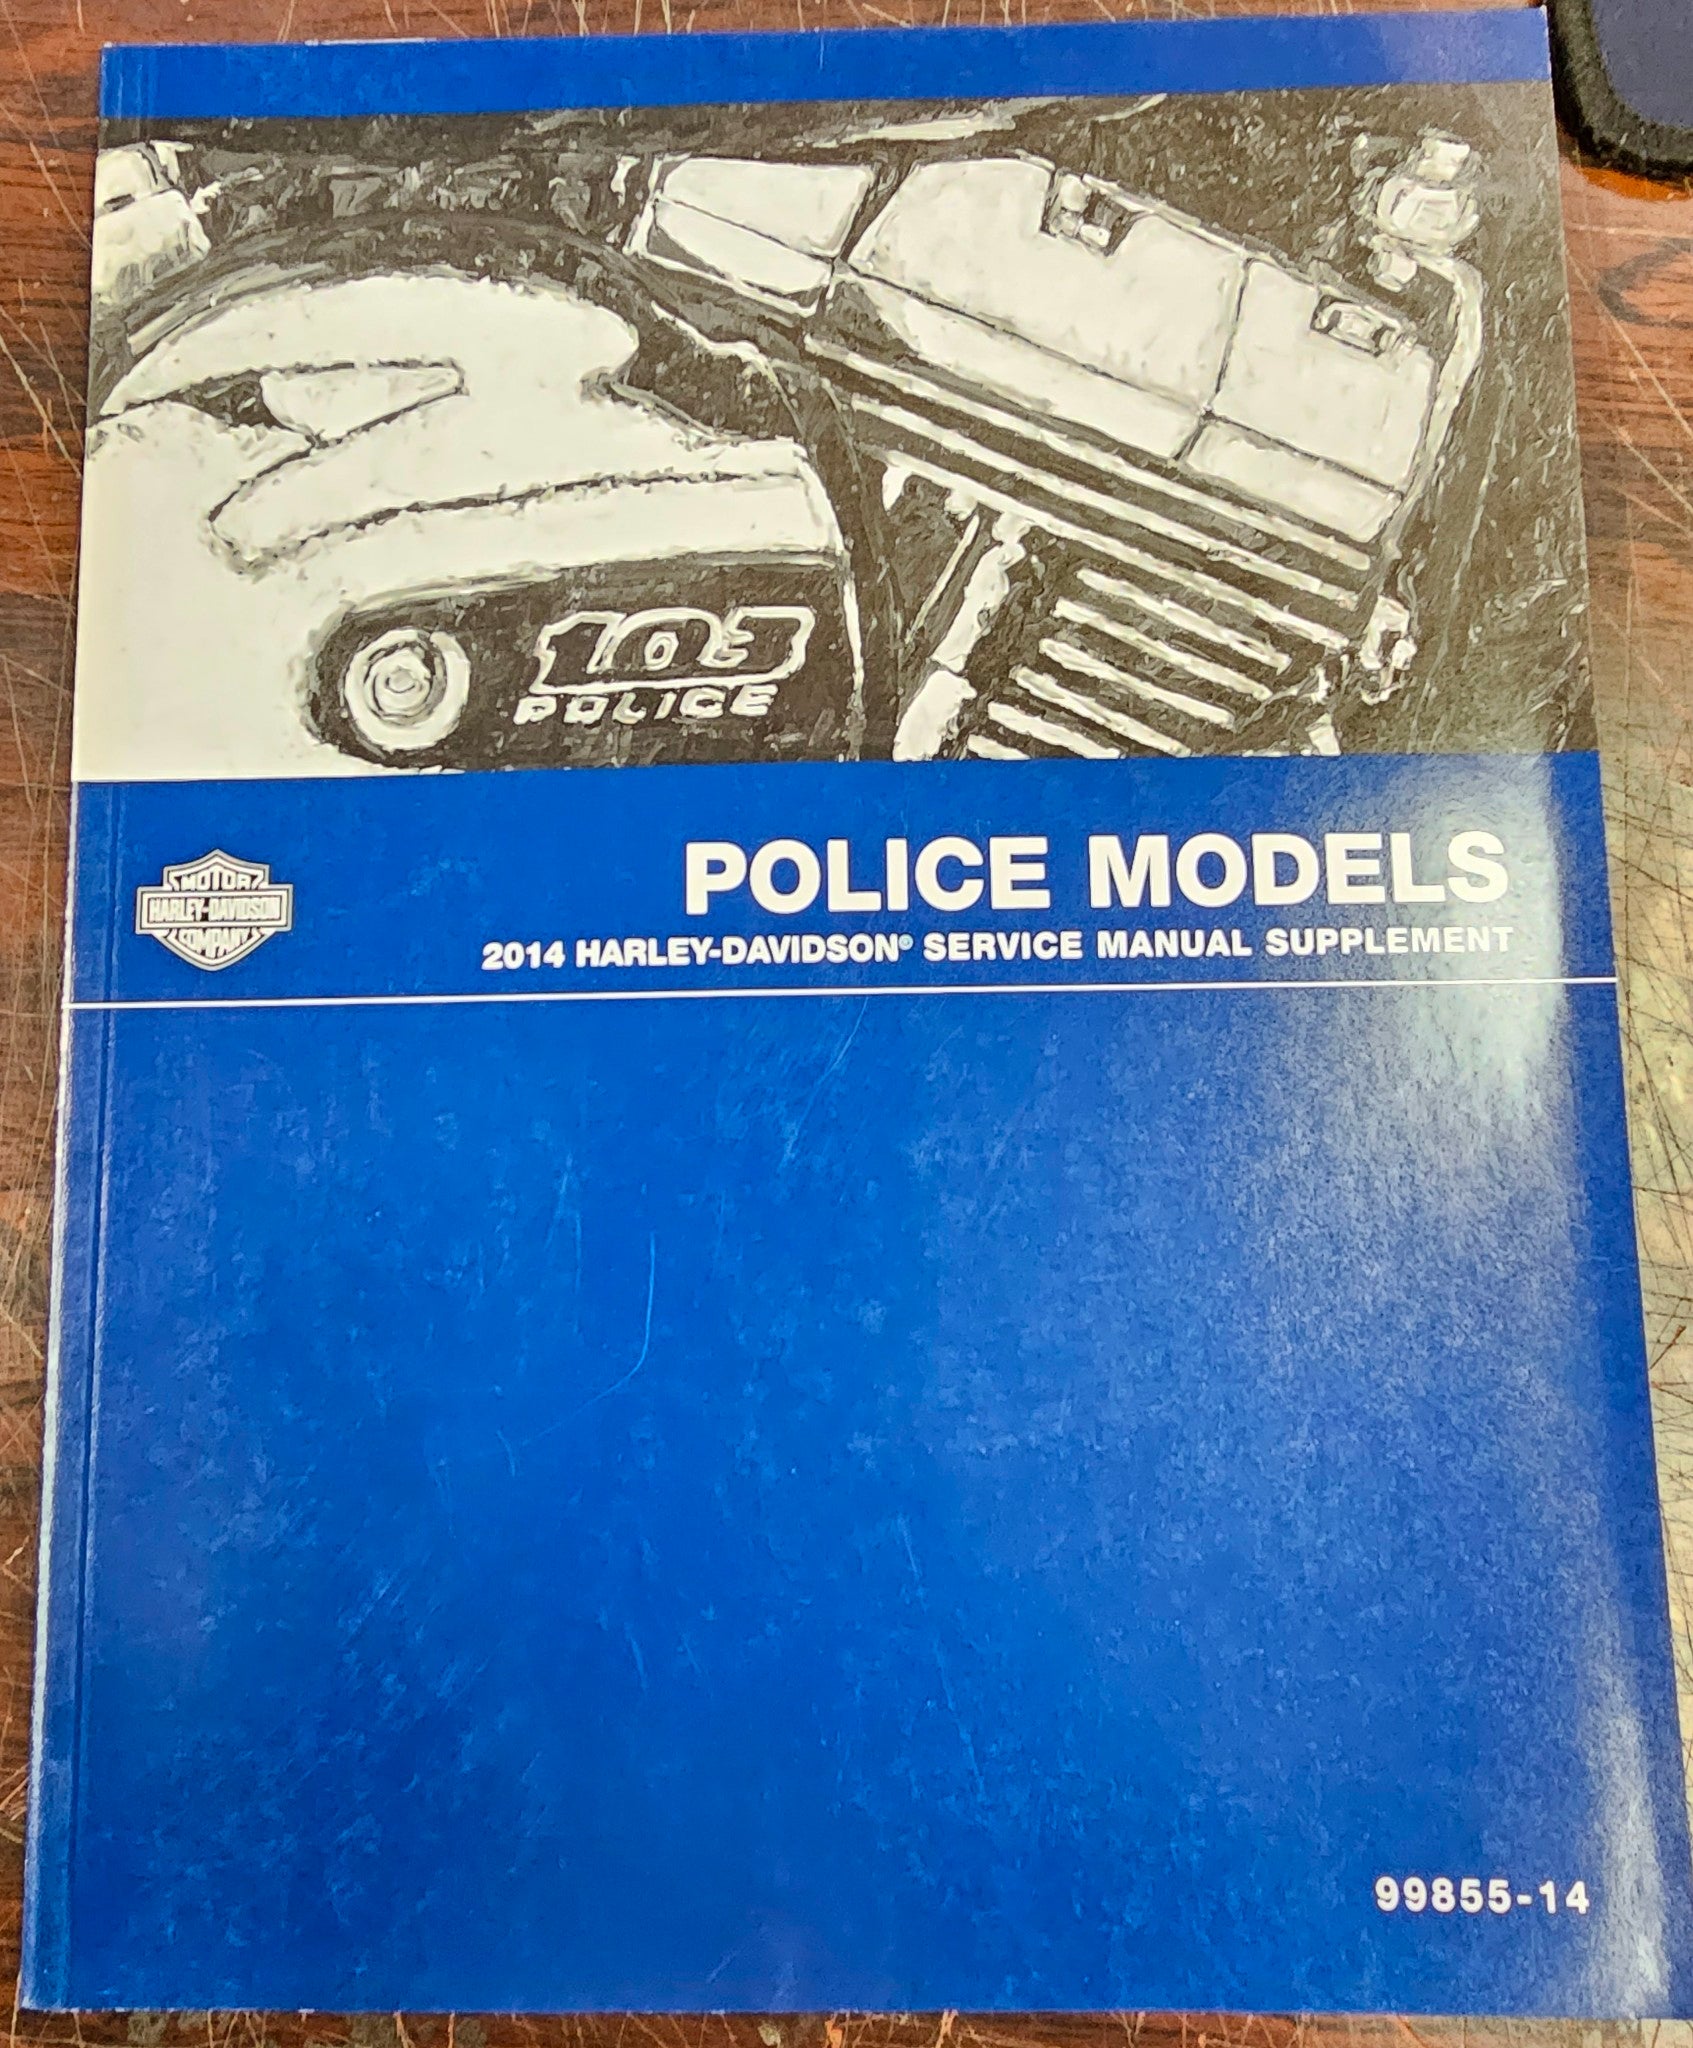 103
POLICE
POLICE MODELS
MOTOR
HARLEY-DAVIDSON
COMPANY
2014 HARLEY-DAVIDSON® SERVICE MANUAL SUPPLEMENT
99855-14